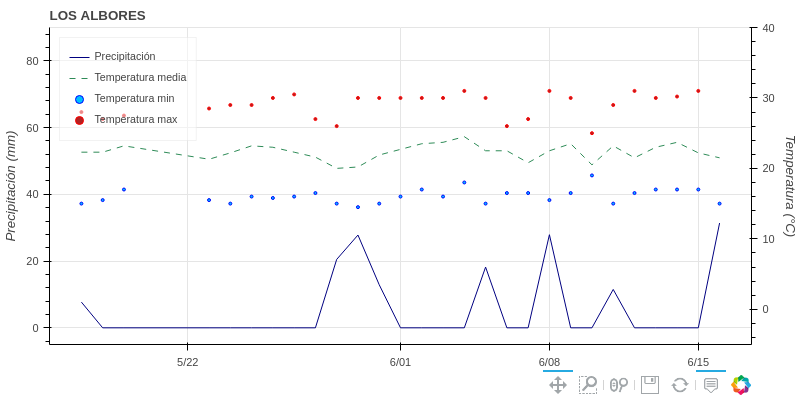 LOS ALBORES
Precipitación
Temperatura media
Temperatura min
Temperatura max
Precipitación (mm)
80
60
40
20
0
Temperatura (°C)
40
30
20
10
0
5/22
6/01
6/08
6/15